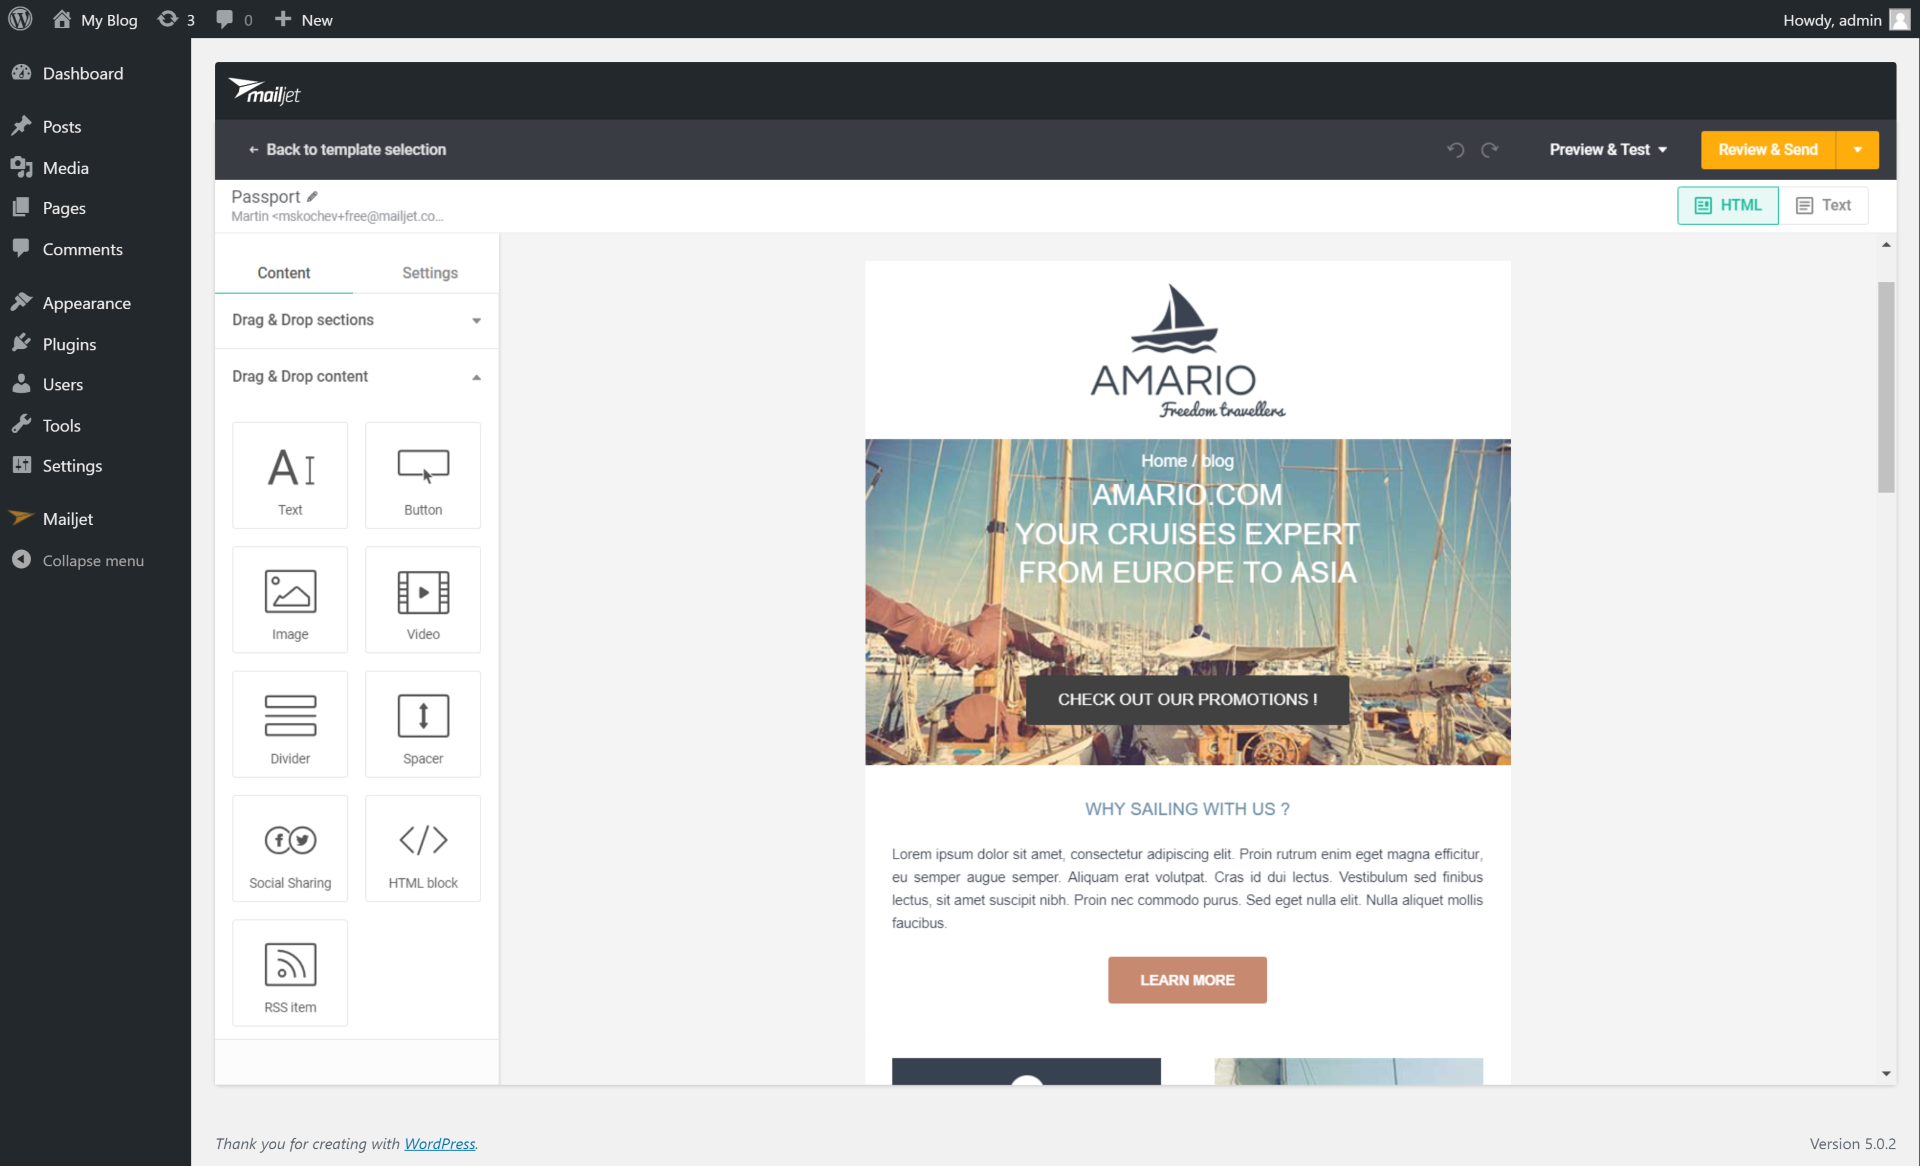 My Blog 3 0 New Howdy, admin
Dashboard
Posts
Media
Pages
Comments
Appearance
Plugins
Users
Tools
Settings
Mailjet
Collapse menu
mailjet
← Back to template selection
Preview & Test
Review & Send
Passport
Martin <mskochev+free@mailjet.co...
HTML
Text
Content
Settings
Drag & Drop sections
Drag & Drop content
Text
Button
Image
Video
Divider
Spacer
Social Sharing
HTML block
RSS item
AMARIO
Freedom travellers
Home / blog
AMARIO.COM
YOUR CRUISES EXPERT
FROM EUROPE TO ASIA
CHECK OUT OUR PROMOTIONS !
WHY SAILING WITH US ?
Lorem ipsum dolor sit amet, consectetur adipiscing elit. Proin rutrum enim eget magna efficitur,
eu semper augue semper. Aliquam erat volutpat. Cras id dui lectus. Vestibulum sed finibus
lectus, sit amet suscipit nibh. Proin nec commodo purus. Sed eget nulla elit. Nulla aliquet mollis
faucibus.
LEARN MORE
Thank you for creating with WordPress.
Version 5.0.2